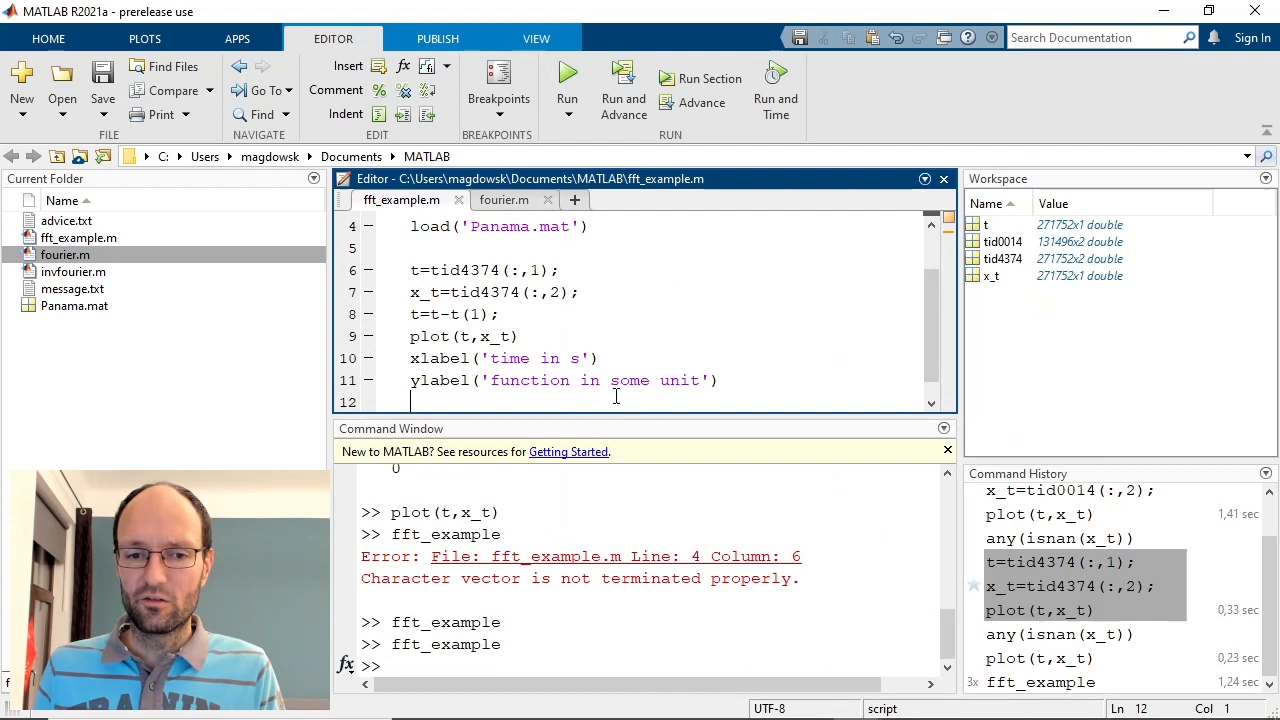 MATLAB R2021a - prerelease use
HOME PLOTS APPS EDITOR PUBLISH VIEW Search Documentation Sign In
New Open Save Find Files Compare Print
Go To Find
Insert fx
Comment %
Indent
Breakpoints
Run Run and Advance Run Section Advance Run and Time
FILE NAVIGATE EDIT BREAKPOINTS RUN
C: Users magdowsk Documents MATLAB
Current Folder
Name
advice.txt
fft_example.m
fourier.m
invfourier.m
message.txt
Panama.mat
Editor - C:\Users\magdowsk\Documents\MATLAB\fft_example.m
fft_example.m fourier.m
4 load('Panama.mat')
5
6 t=tid4374(:,1);
7 x_t=tid4374(:,2);
8 t=t-t(1);
9 plot(t,x_t)
10 xlabel('time in s')
11 ylabel('function in some unit')
12
Command Window
New to MATLAB? See resources for Getting Started.
0
>> plot(t,x_t)
>> fft_example
Error: File: fft_example.m Line: 4 Column: 6
Character vector is not terminated properly.
>> fft_example
>> fft_example
fx >>
Workspace
Name Value
t 271752x1 double
tid0014 131496x2 double
tid4374 271752x2 double
x_t 271752x1 double
Command History
x_t=tid0014(:,2);
plot(t,x_t) 1,41 sec
any(isnan(x_t))
t=tid4374(:,1);
x_t=tid4374(:,2);
plot(t,x_t) 0,33 sec
any(isnan(x_t))
plot(t,x_t) 0,23 sec
3x fft_example 1,24 sec
UTF-8 script Ln 12 Col 1